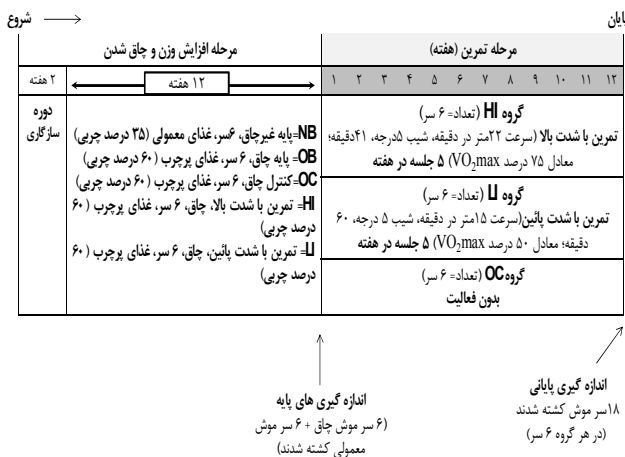 شروع
پایان
مرحله افزایش وزن و چاق شدن
مرحله تمرین (هفته)
۲ هفته
۱۲ هفته
۱ ۲ ۳ ۴ ۵ ۶ ۷ ۸ ۹ ۱۰ ۱۱ ۱۲
دوره
سازگاری
NB=پایه غیرچاق، ۶سر، غذای معمولی (۳۵ درصد چربی)
OB= پایه چاق، ۶ سر، غذای پرچرب (۶۰ درصد چربی)
OC=کنترل چاق، ۶ سر، غذای پرچرب (۶۰ درصد چربی)
HI= تمرین با شدت بالا، چاق، ۶ سر، غذای پرچرب (۶۰
درصد چربی)
LI= تمرین با شدت پائین، چاق، ۶ سر، غذای پرچرب (۶۰
درصد چربی)
گروه HI (تعداد= ۶ سر)
تمرین با شدت بالا (سرعت ۲۲متر در دقیقه، شیب ۵درجه، ۴۱دقیقه؛
معادل ۷۵ درصد VO2max) ۵ جلسه در هفته
گروه LI (تعداد= ۶ سر)
تمرین با شدت پائین(سرعت ۱۵متر در دقیقه، شیب ۵ درجه، ۶۰
دقیقه؛ معادل ۵۰ درصد VO2max) ۵ جلسه در هفته
گروه OC (تعداد= ۶ سر)
بدون فعالیت
اندازه گیری های پایه
(۶ سر موش چاق + ۶ سر موش
معمولی کشته شدند)
اندازه گیری پایانی
۱۸سر موش کشته شدند
(در هر گروه ۶ سر)